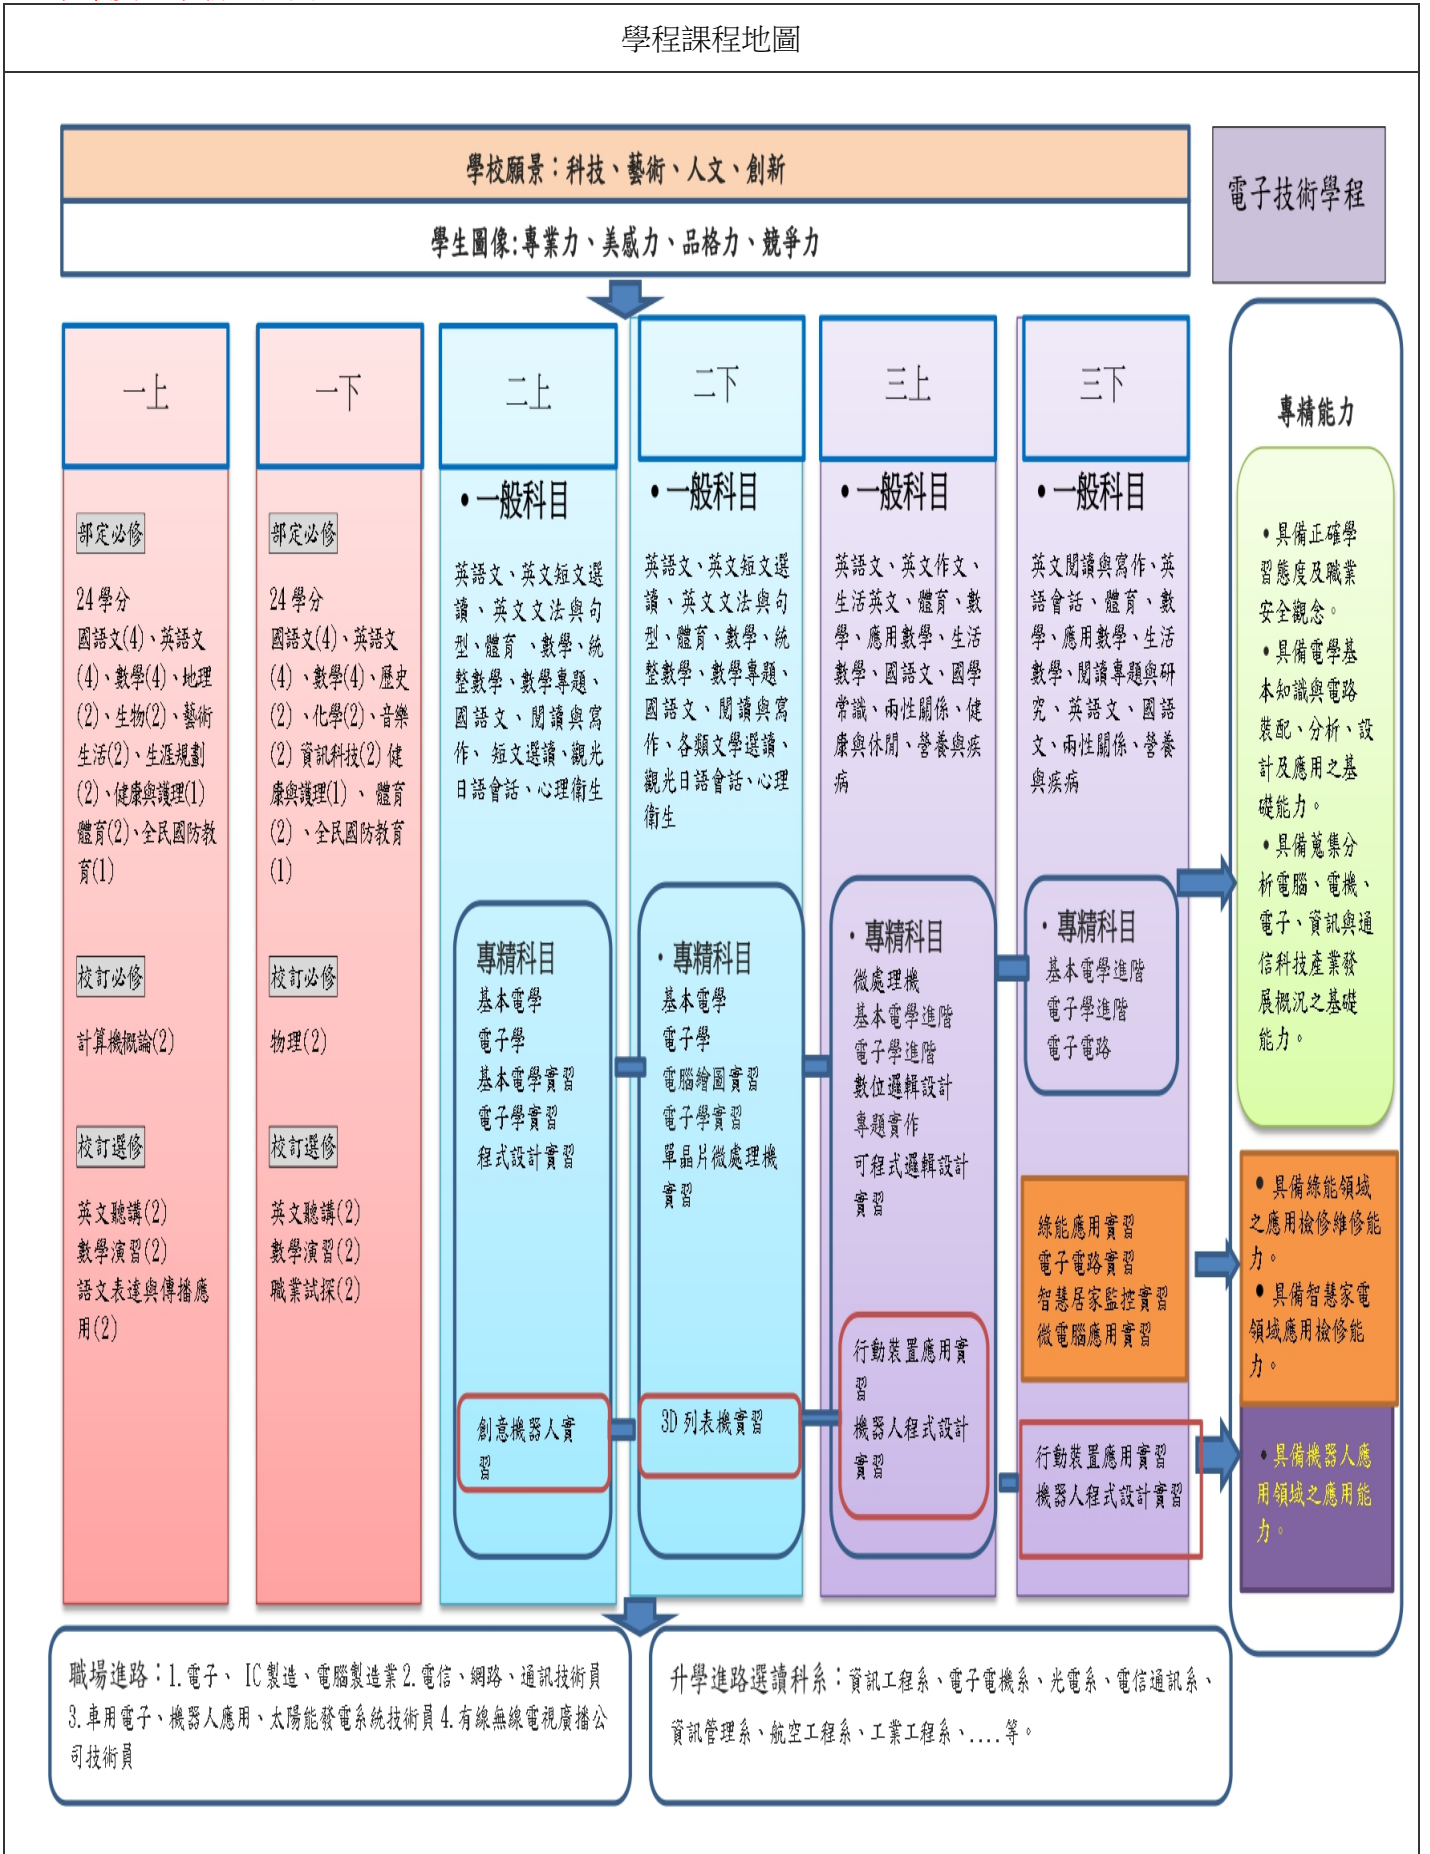 學程課程地圖
學校願景：科技、藝術、人文、創新
學生圖像:專業力、美感力、品格力、競爭力
電子技術學程
一上
部定必修
24 學分
國語文(4)、英語文
(4)、數學(4)、地理
(2)、生物(2)、藝術
生活(2)、生涯規劃
(2)、健康與護理(1)
體育(2)、全民國防教
育(1)
校訂必修
計算機概論(2)
校訂選修
英文聽講(2)
數學演習(2)
語文表達與傳播應
用(2)
一下
部定必修
24 學分
國語文(4)、英語文
(4) 、數學(4)、歷史
(2) 、化學(2)、音樂
(2) 資訊科技(2) 健
康與護理(1) 、 體育
(2) 、全民國防教育
(1)
校訂必修
物理(2)
校訂選修
英文聽講(2)
數學演習(2)
職業試探(2)
二上
•一般科目
英語文、英文短文選
讀、英文文法與句
型、體育 、數學、統
整數學、數學專題、
國語文、閱讀與寫
作、 短文選讀、觀光
日語會話、心理衛生
專精科目
基本電學
電子學
基本電學實習
電子學實習
程式設計實習
創意機器人實
習
二下
•一般科目
英語文、英文短文選
讀、英文文法與句
型、體育、數學、統
整數學、數學專題、
國語文、閱讀與寫
作、各類文學選讀、
觀光日語會話、心理
衛生
·專精科目
基本電學
電子學
電腦繪圖實習
電子學實習
單晶片微處理機
實習
3D 列表機實習
三上
•一般科目
英語文、英文作文、
生活英文、體育、數
學、應用數學、生活
數學、國語文、國學
常識、兩性關係、健
康與休閒、營養與疾
病
·專精科目
微處理機
基本電學進階
電子學進階
數位邏輯設計
專題實作
可程式邏輯設計
實習
行動裝置應用實
習
機器人程式設計
實習
三下
•一般科目
英文閱讀與寫作、英
語會話、體育、數
學、應用數學、生活
數學、閱讀專題與研
究、英語文、國語
文、兩性關係、營養
與疾病
·專精科目
基本電學進階
電子學進階
電子電路
綠能應用實習
電子電路實習
智慧居家監控實習
微電腦應用實習
行動裝置應用實習
機器人程式設計實習
專精能力
•具備正確學
習態度及職業
安全觀念。
•具備電學基
本知識與電路
裝配、分析、設
計及應用之基
礎能力。
•具備蒐集分
析電腦、電機、
電子、資訊與通
信科技產業發
展概況之基礎
能力。
• 具備綠能領域
之應用檢修維修能
力。
• 具備智慧家電
領域應用檢修能
力。
•具備機器人應
用領域之應用能
力。
職場進路：1.電子、 IC 製造、電腦製造業 2.電信、網路、通訊技術員
3.車用電子、機器人應用、太陽能發電系統技術員 4.有線無線電視廣播公
司技術員
升學進路選讀科系：資訊工程系、電子電機系、光電系、電信通訊系、
資訊管理系、航空工程系、工業工程系、....等。